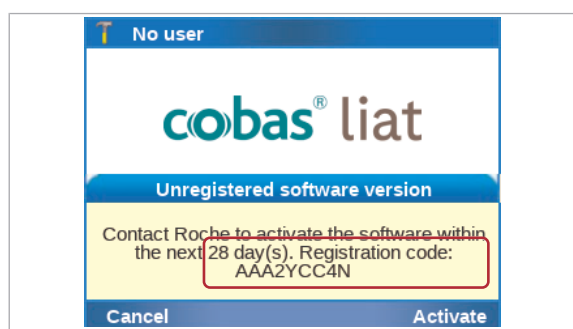 No user
cobas® liat
Unregistered software version
Contact Roche to activate the software within
the next 28 day(s). Registration code:
AAA2YCC4N
Cancel Activate